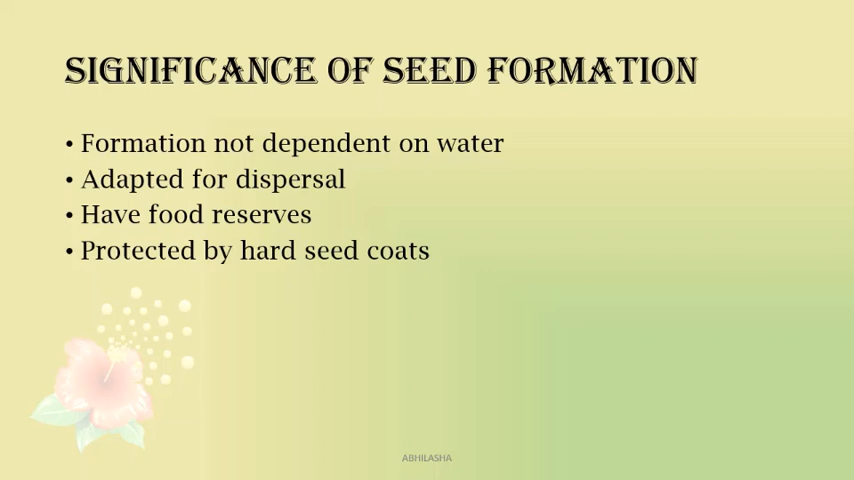 SIGNIFICANCE OF SEED FORMATION
• Formation not dependent on water
• Adapted for dispersal
• Have food reserves
• Protected by hard seed coats
ABHILASHA